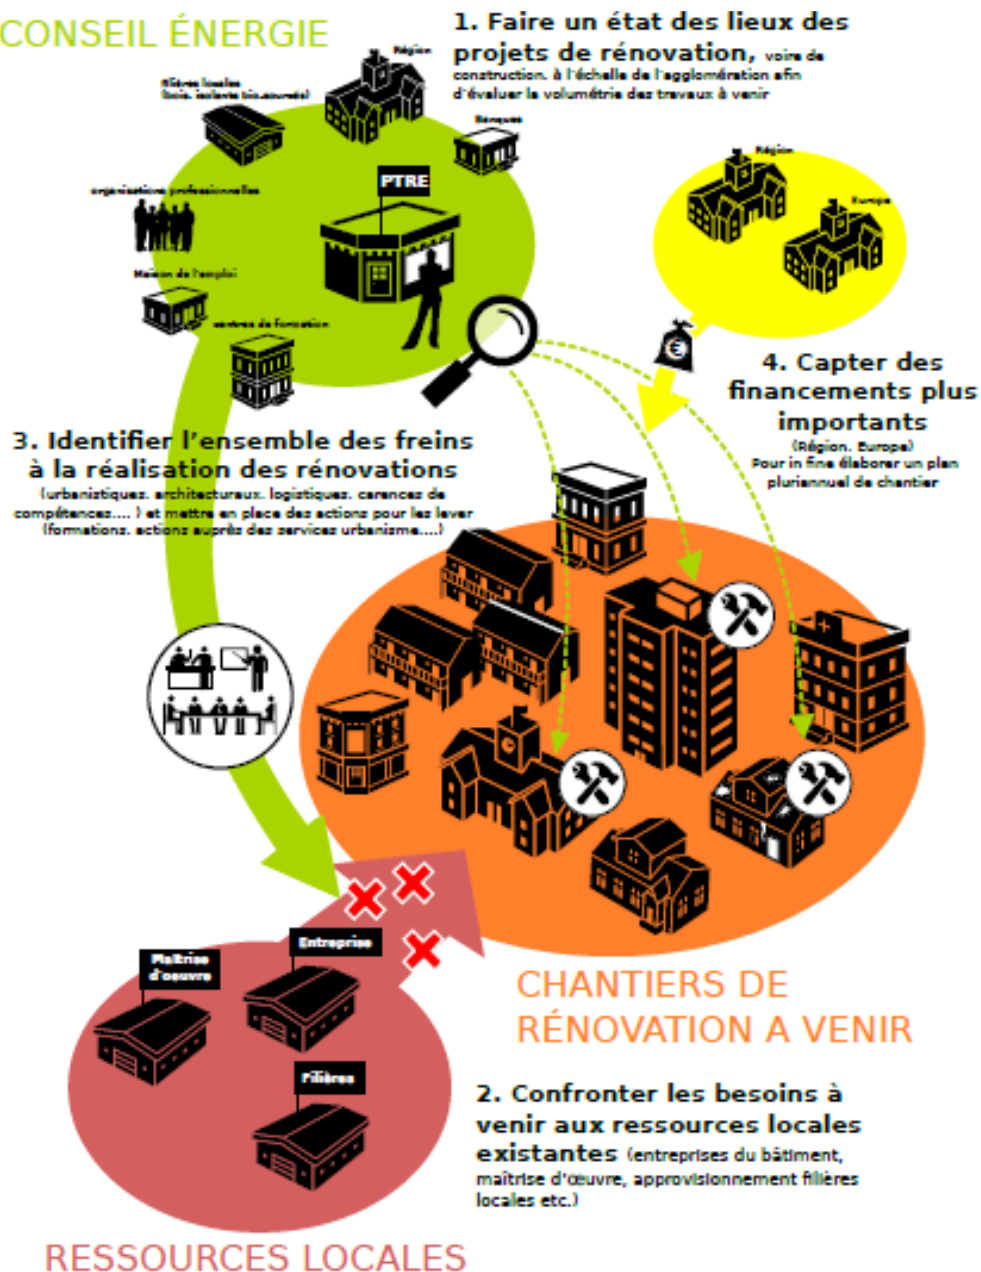 CONSEIL ÉNERGIE
1. Faire un état des lieux des
projets de rénovation, voire de
construction, à l'échelle de l'agglomération afin
d'évaluer la volumétrie des travaux à venir
Région
filières locales
(bois, isolants bio-sourcés)
Banques
PTRE
organisations professionnelles
Maison de l'emploi
centres de formation
Région
Europe
€
4. Capter des
financements plus
importants
(Région, Europe)
Pour in fine élaborer un plan
pluriannuel de chantier
3. Identifier l'ensemble des freins
à la réalisation des rénovations
(urbanistiques, architecturaux, logistiques, carences de
compétences.... ) et mettre en place des actions pour les lever
(formations, actions auprès des services urbanisme....)
Entreprise
Maîtrise
d'oeuvre
Filières
CHANTIERS DE
RÉNOVATION A VENIR
2. Confronter les besoins à
venir aux ressources locales
existantes (entreprises du bâtiment,
maîtrise d'œuvre, approvisionnement filières
locales etc.)
RESSOURCES LOCALES